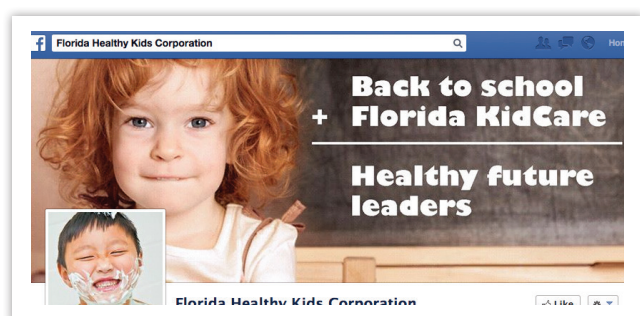 f Florida Healthy Kids Corporation
Back to school
+ Florida KidCare
Healthy future
leaders
Florida Healthy Kids Corporation
Like